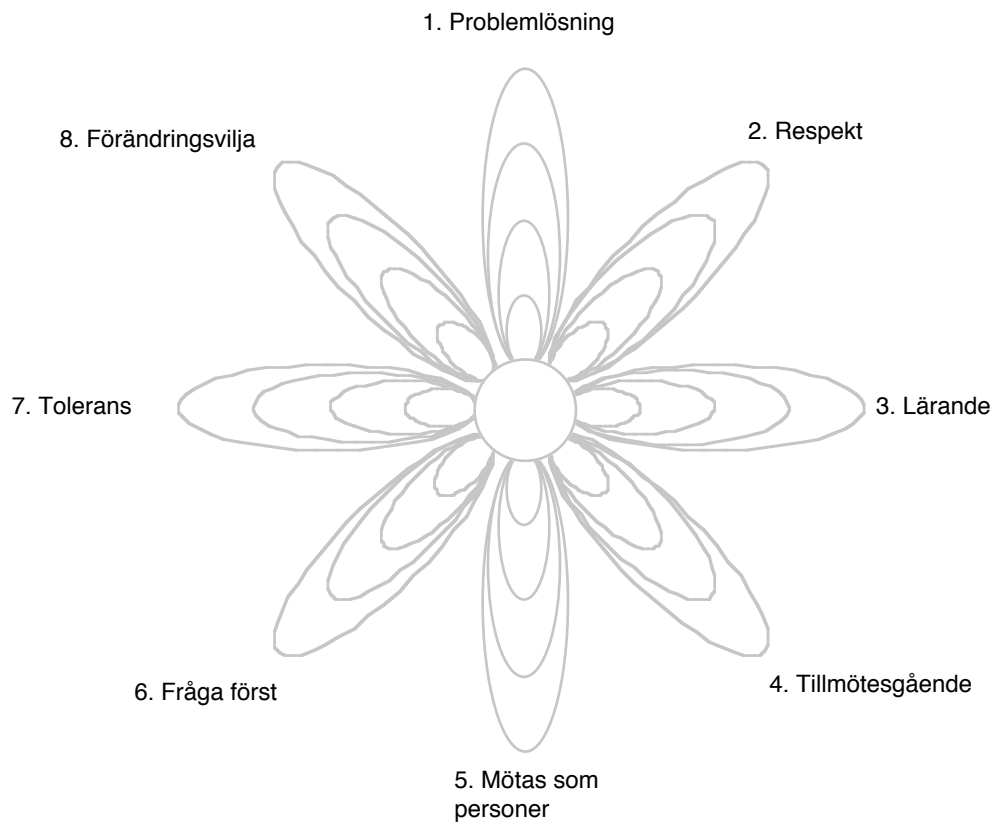 1. Problemlösning
2. Respekt
8. Förändringsvilja
7. Tolerans
3. Lärande
6. Fråga först
4. Tillmötesgående
5. Mötas som
personer